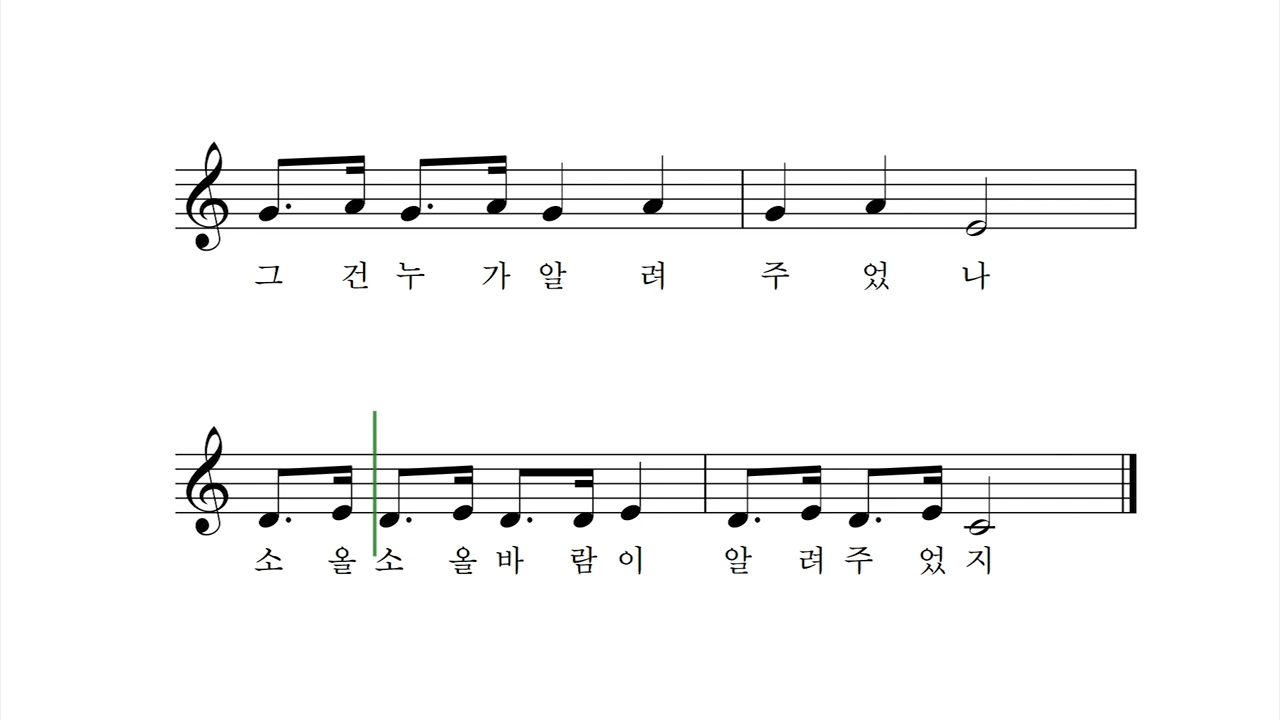 그 건 누 가 알 려 주 었 나
소 올 소 올 바 람 이 알 려 주 었 지